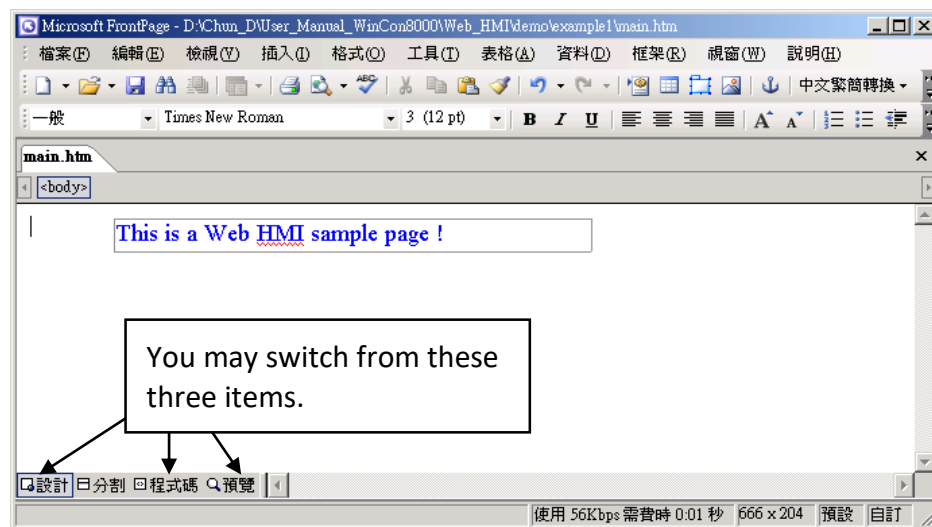 Microsoft FrontPage - D:\Chun_D\User_Manual_WinCon8000\Web_HMI\demo\example1\main.htm
檔案(F) 編輯(E) 檢視(V) 插入(I) 格式(O) 工具(T) 表格(A) 資料(D) 框架(R) 視窗(W) 說明(H)
ABC 中文繁簡轉換
一般 Times New Roman 3 (12 pt) B I U A A
main.htm
<body>
This is a Web HMI sample page !
You may switch from these
three items.
設計 分割 程式碼 預覽
使用 56Kbps 需費時 0:01 秒 666 x 204 預設 自訂